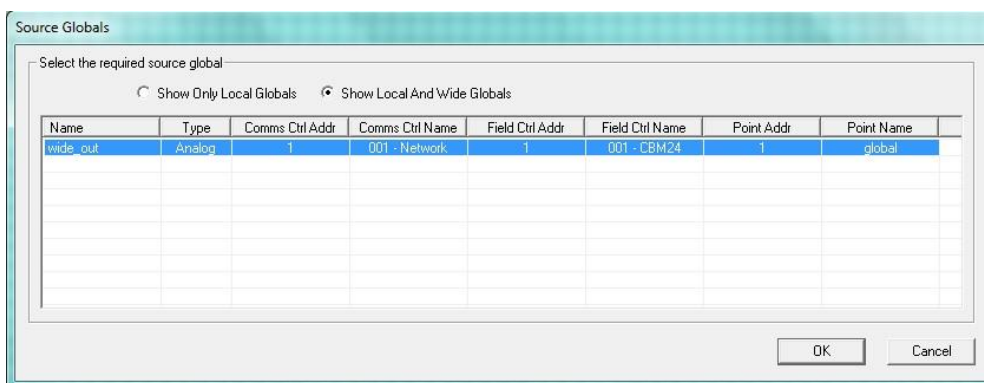 Source Globals
Select the required source global
Show Only Local Globals Show Local And Wide Globals
Name Type Comms Ctrl Addr Comms Ctrl Name Field Ctrl Addr Field Ctrl Name Point Addr Point Name
wide_out Analog 1 001 - Network 1 001 - CBM24 1 global
OK Cancel